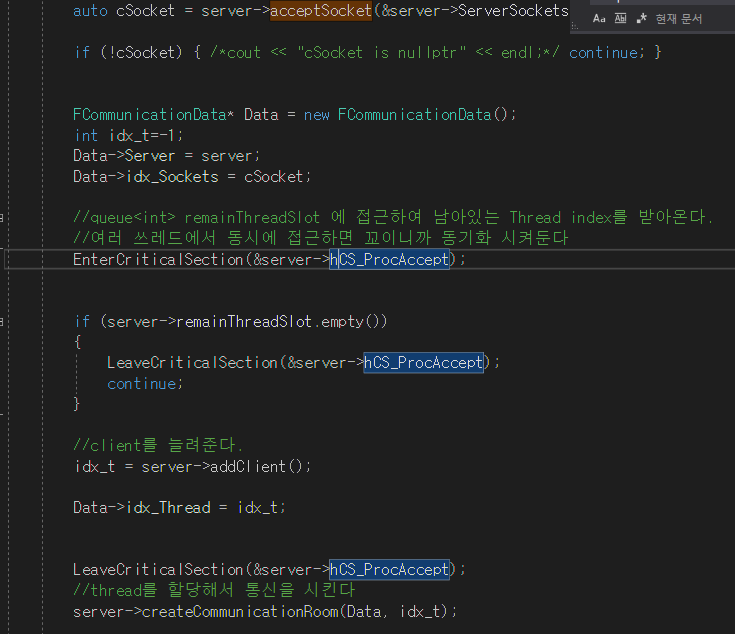 auto cSocket = server->acceptSocket(&server->ServerSockets
Aa Ab .* 현재 문서
if (!cSocket) { /*cout << "cSocket is nullptr" << endl;*/ continue; }
FCommunicationData* Data = new FCommunicationData();
int idx_t=-1;
Data->Server = server;
Data->idx_Sockets = cSocket;
//queue<int> remainThreadSlot 에 접근하여 남아있는 Thread index를 받아온다.
//여러 쓰레드에서 동시에 접근하면 꼬이니까 동기화 시켜둔다
EnterCriticalSection(&server->hCS_ProcAccept);
if (server->remainThreadSlot.empty())
{
LeaveCriticalSection(&server->hCS_ProcAccept);
continue;
}
//client를 늘려준다.
idx_t = server->addClient();
Data->idx_Thread = idx_t;
LeaveCriticalSection(&server->hCS_ProcAccept);
//thread를 할당해서 통신을 시킨다
server->createCommunicationRoom(Data, idx_t);